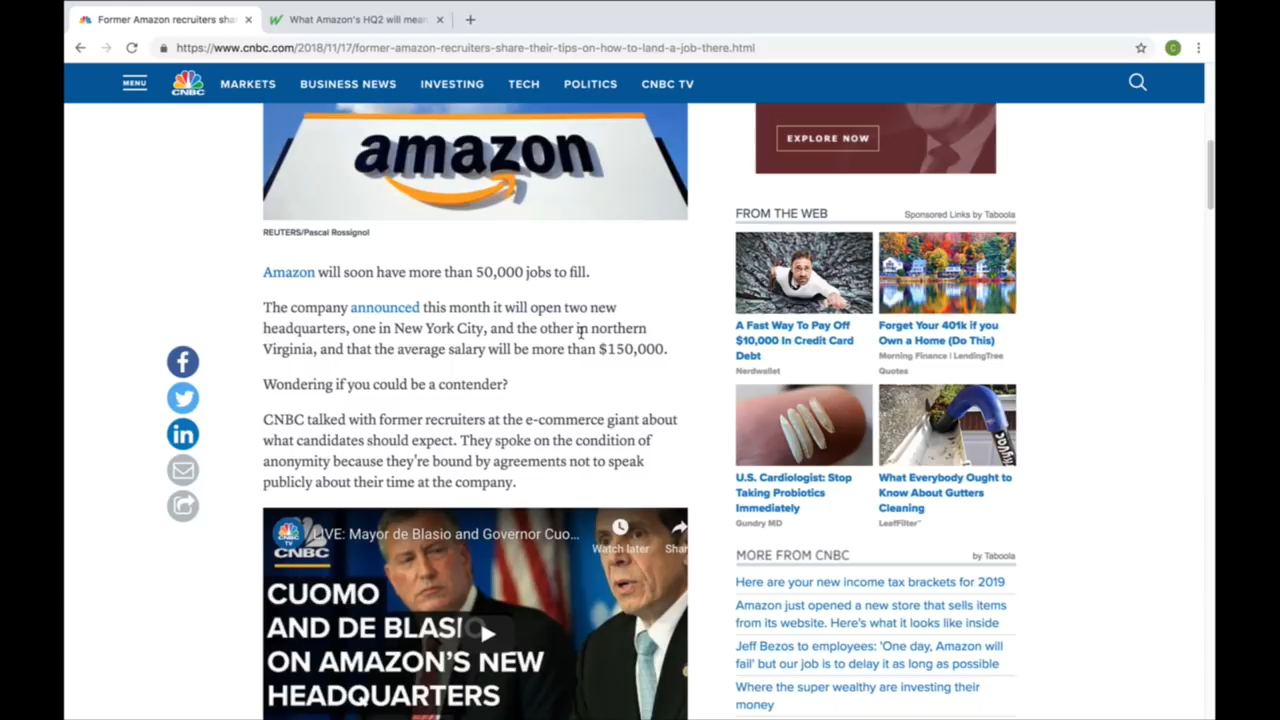 Former Amazon recruiters sha
What Amazon's HQ2 will mean
https://www.cnbc.com/2018/11/17/former-amazon-recruiters-share-their-tips-on-how-to-land-a-job-there.html
C
MENU
CNBC
MARKETS
BUSINESS NEWS
INVESTING
TECH
POLITICS
CNBC TV
amazon
REUTERS/Pascal Rossignol
Amazon will soon have more than 50,000 jobs to fill.
The company announced this month it will open two new
headquarters, one in New York City, and the other in northern
Virginia, and that the average salary will be more than $150,000.
Wondering if you could be a contender?
CNBC talked with former recruiters at the e-commerce giant about
what candidates should expect. They spoke on the condition of
anonymity because they're bound by agreements not to speak
publicly about their time at the company.
CNBC TV
LIVE: Mayor de Blasio and Governor Cuo...
Watch later
Shar
CNBC
CUOMO
AND DE BLASIO
ON AMAZON'S NEW
HEADQUARTERS
EXPLORE NOW
FROM THE WEB
Sponsored Links by Taboola
A Fast Way To Pay Off
$10,000 In Credit Card
Debt
Nerdwallet
Forget Your 401k if you
Own a Home (Do This)
Morning Finance | LendingTree
Quotes
U.S. Cardiologist: Stop
Taking Probiotics
Immediately
Gundry MD
What Everybody Ought to
Know About Gutters
Cleaning
LeafFilter™
MORE FROM CNBC
by Taboola
Here are your new income tax brackets for 2019
Amazon just opened a new store that sells items
from its website. Here's what it looks like inside
Jeff Bezos to employees: 'One day, Amazon will
fail' but our job is to delay it as long as possible
Where the super wealthy are investing their
money